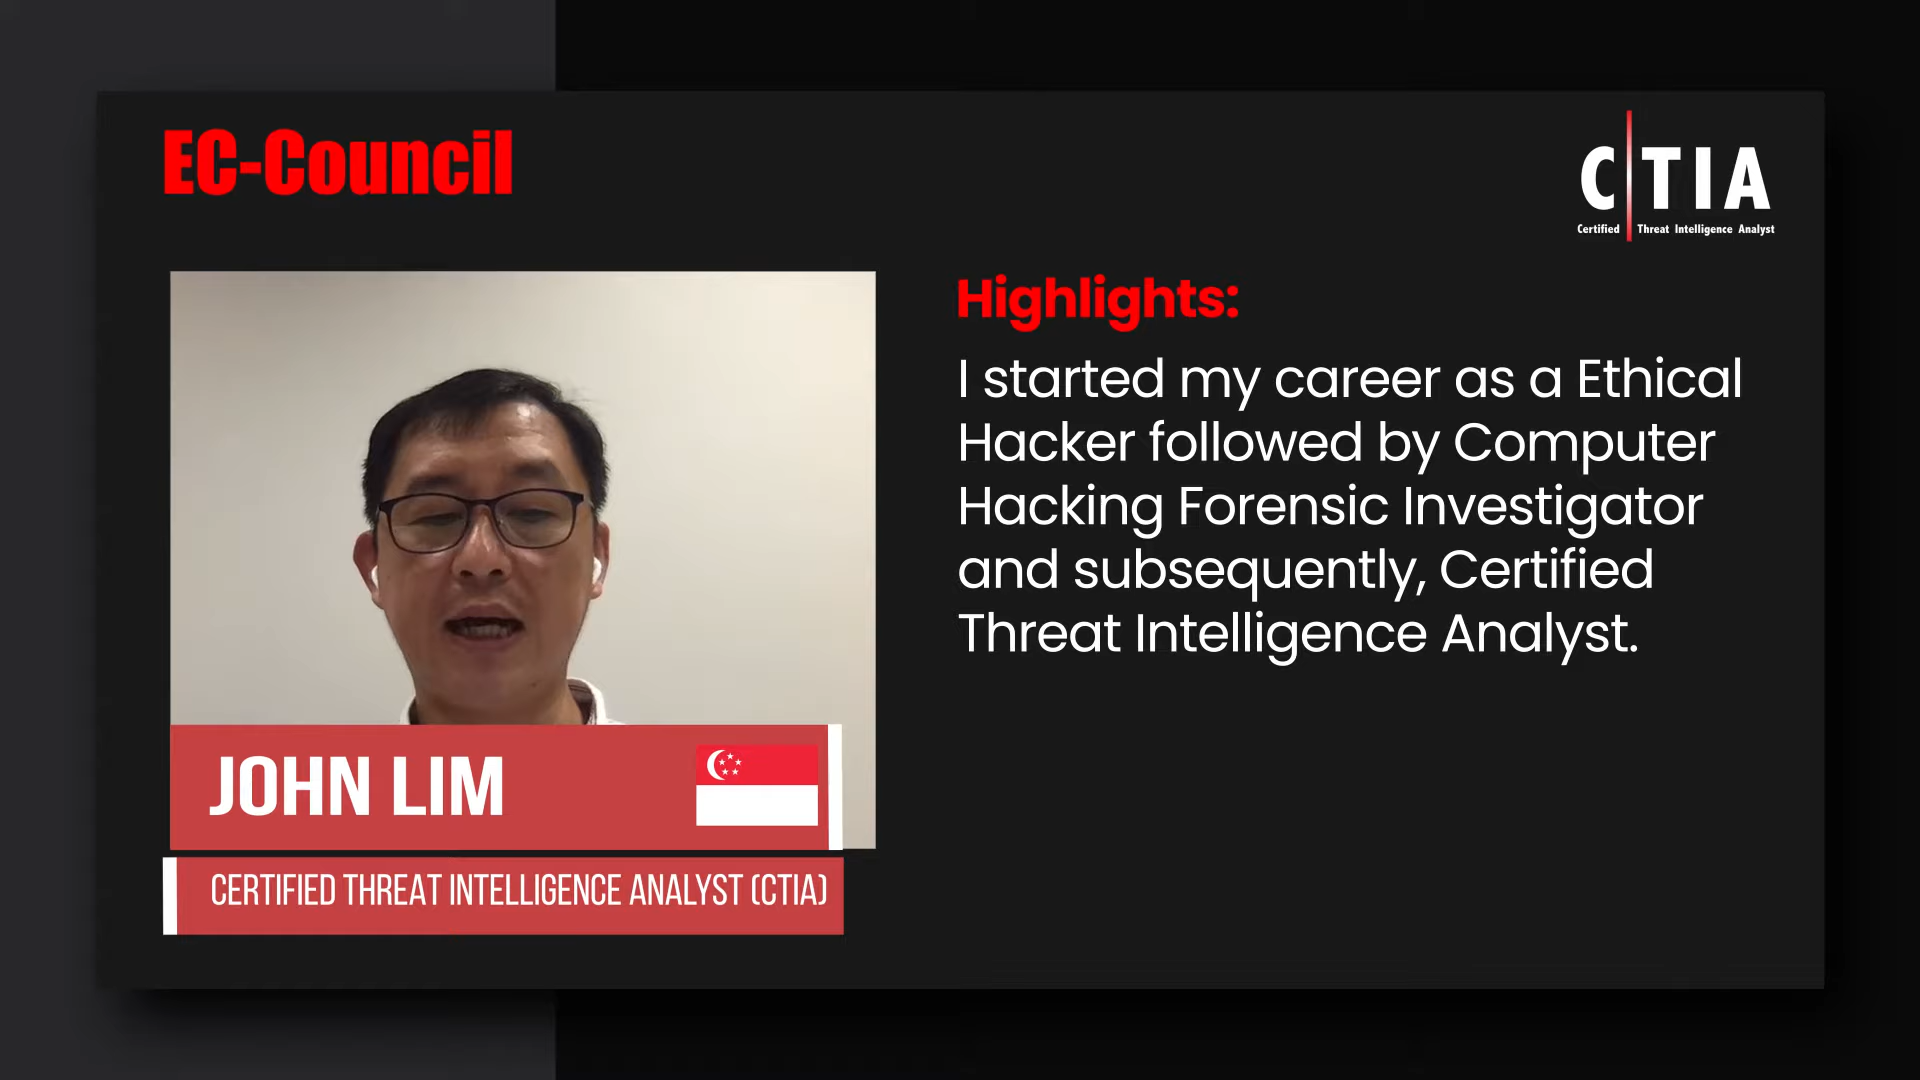 EC-Council
CTIA
Certified Threat Intelligence Analyst
Highlights:
I started my career as a Ethical
Hacker followed by Computer
Hacking Forensic Investigator
and subsequently, Certified
Threat Intelligence Analyst.
JOHN LIM
CERTIFIED THREAT INTELLIGENCE ANALYST (CTIA)